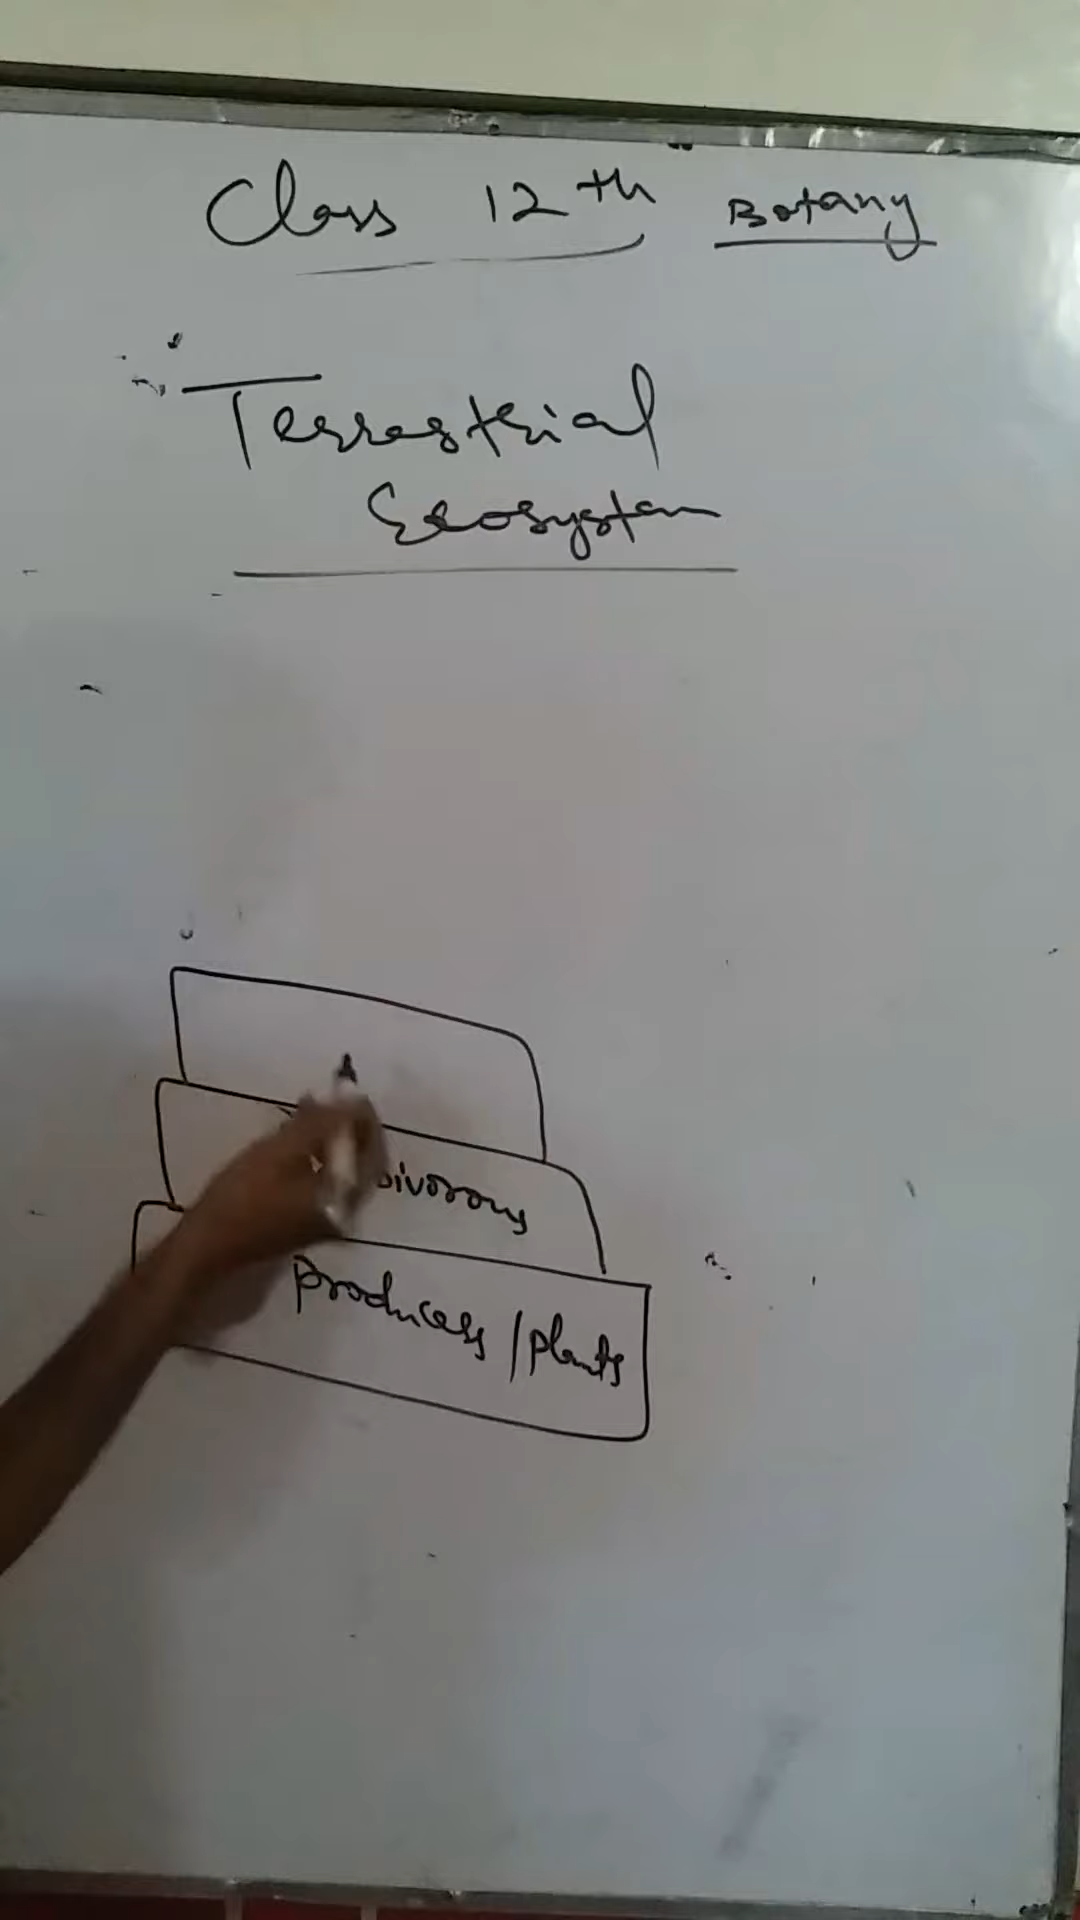 Class 12th Botany
Terrestrial
Ecosystem
producers / plants